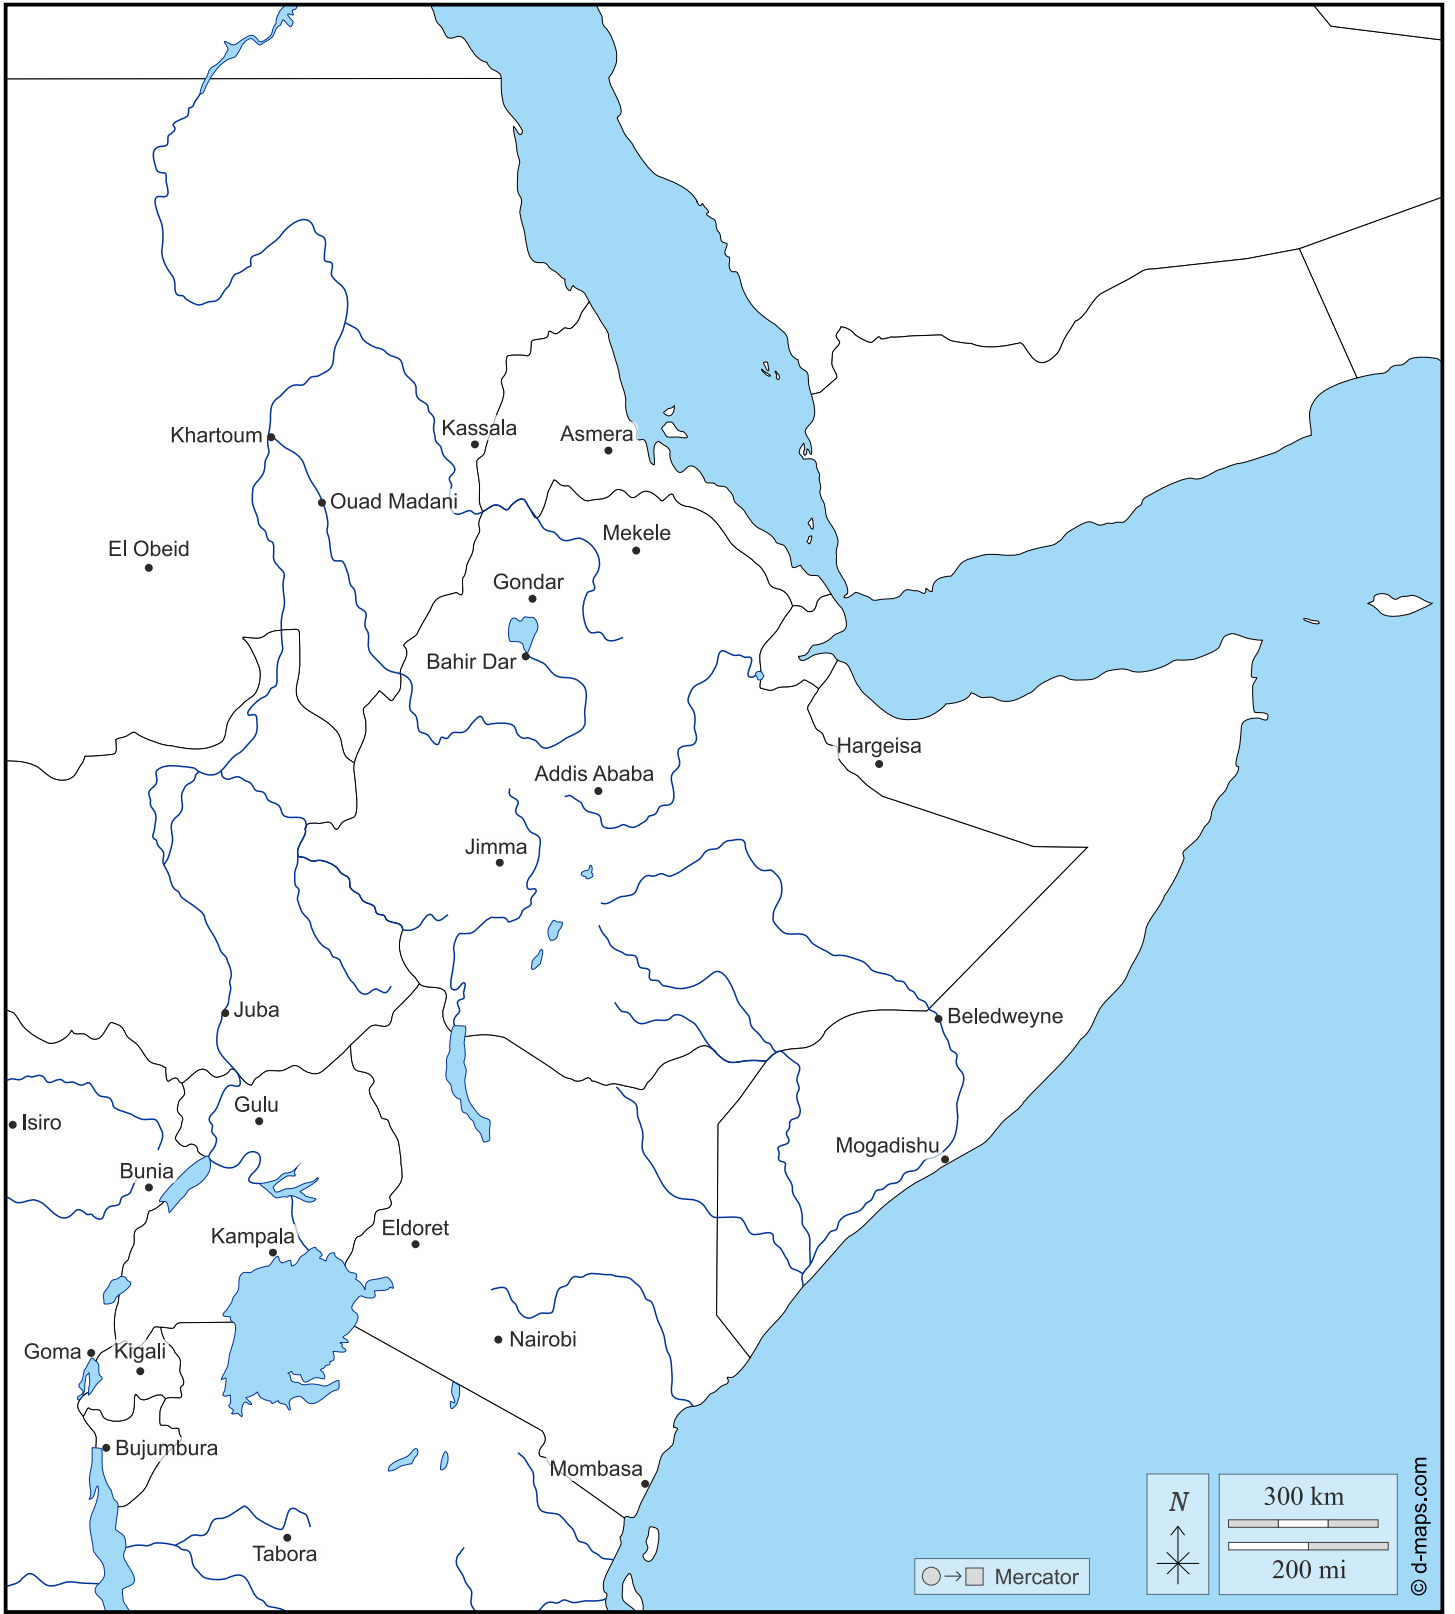 Khartoum
Kassala
Asmera
Ouad Madani
Mekele
El Obeid
Gondar
Bahir Dar
Hargeisa
Addis Ababa
Jimma
Juba
Beledweyne
Gulu
Isiro
Mogadishu
Bunia
Eldoret
Kampala
Nairobi
Goma
Kigali
Bujumbura
Mombasa
Tabora
Mercator
N
300 km
200 mi
© d-maps.com